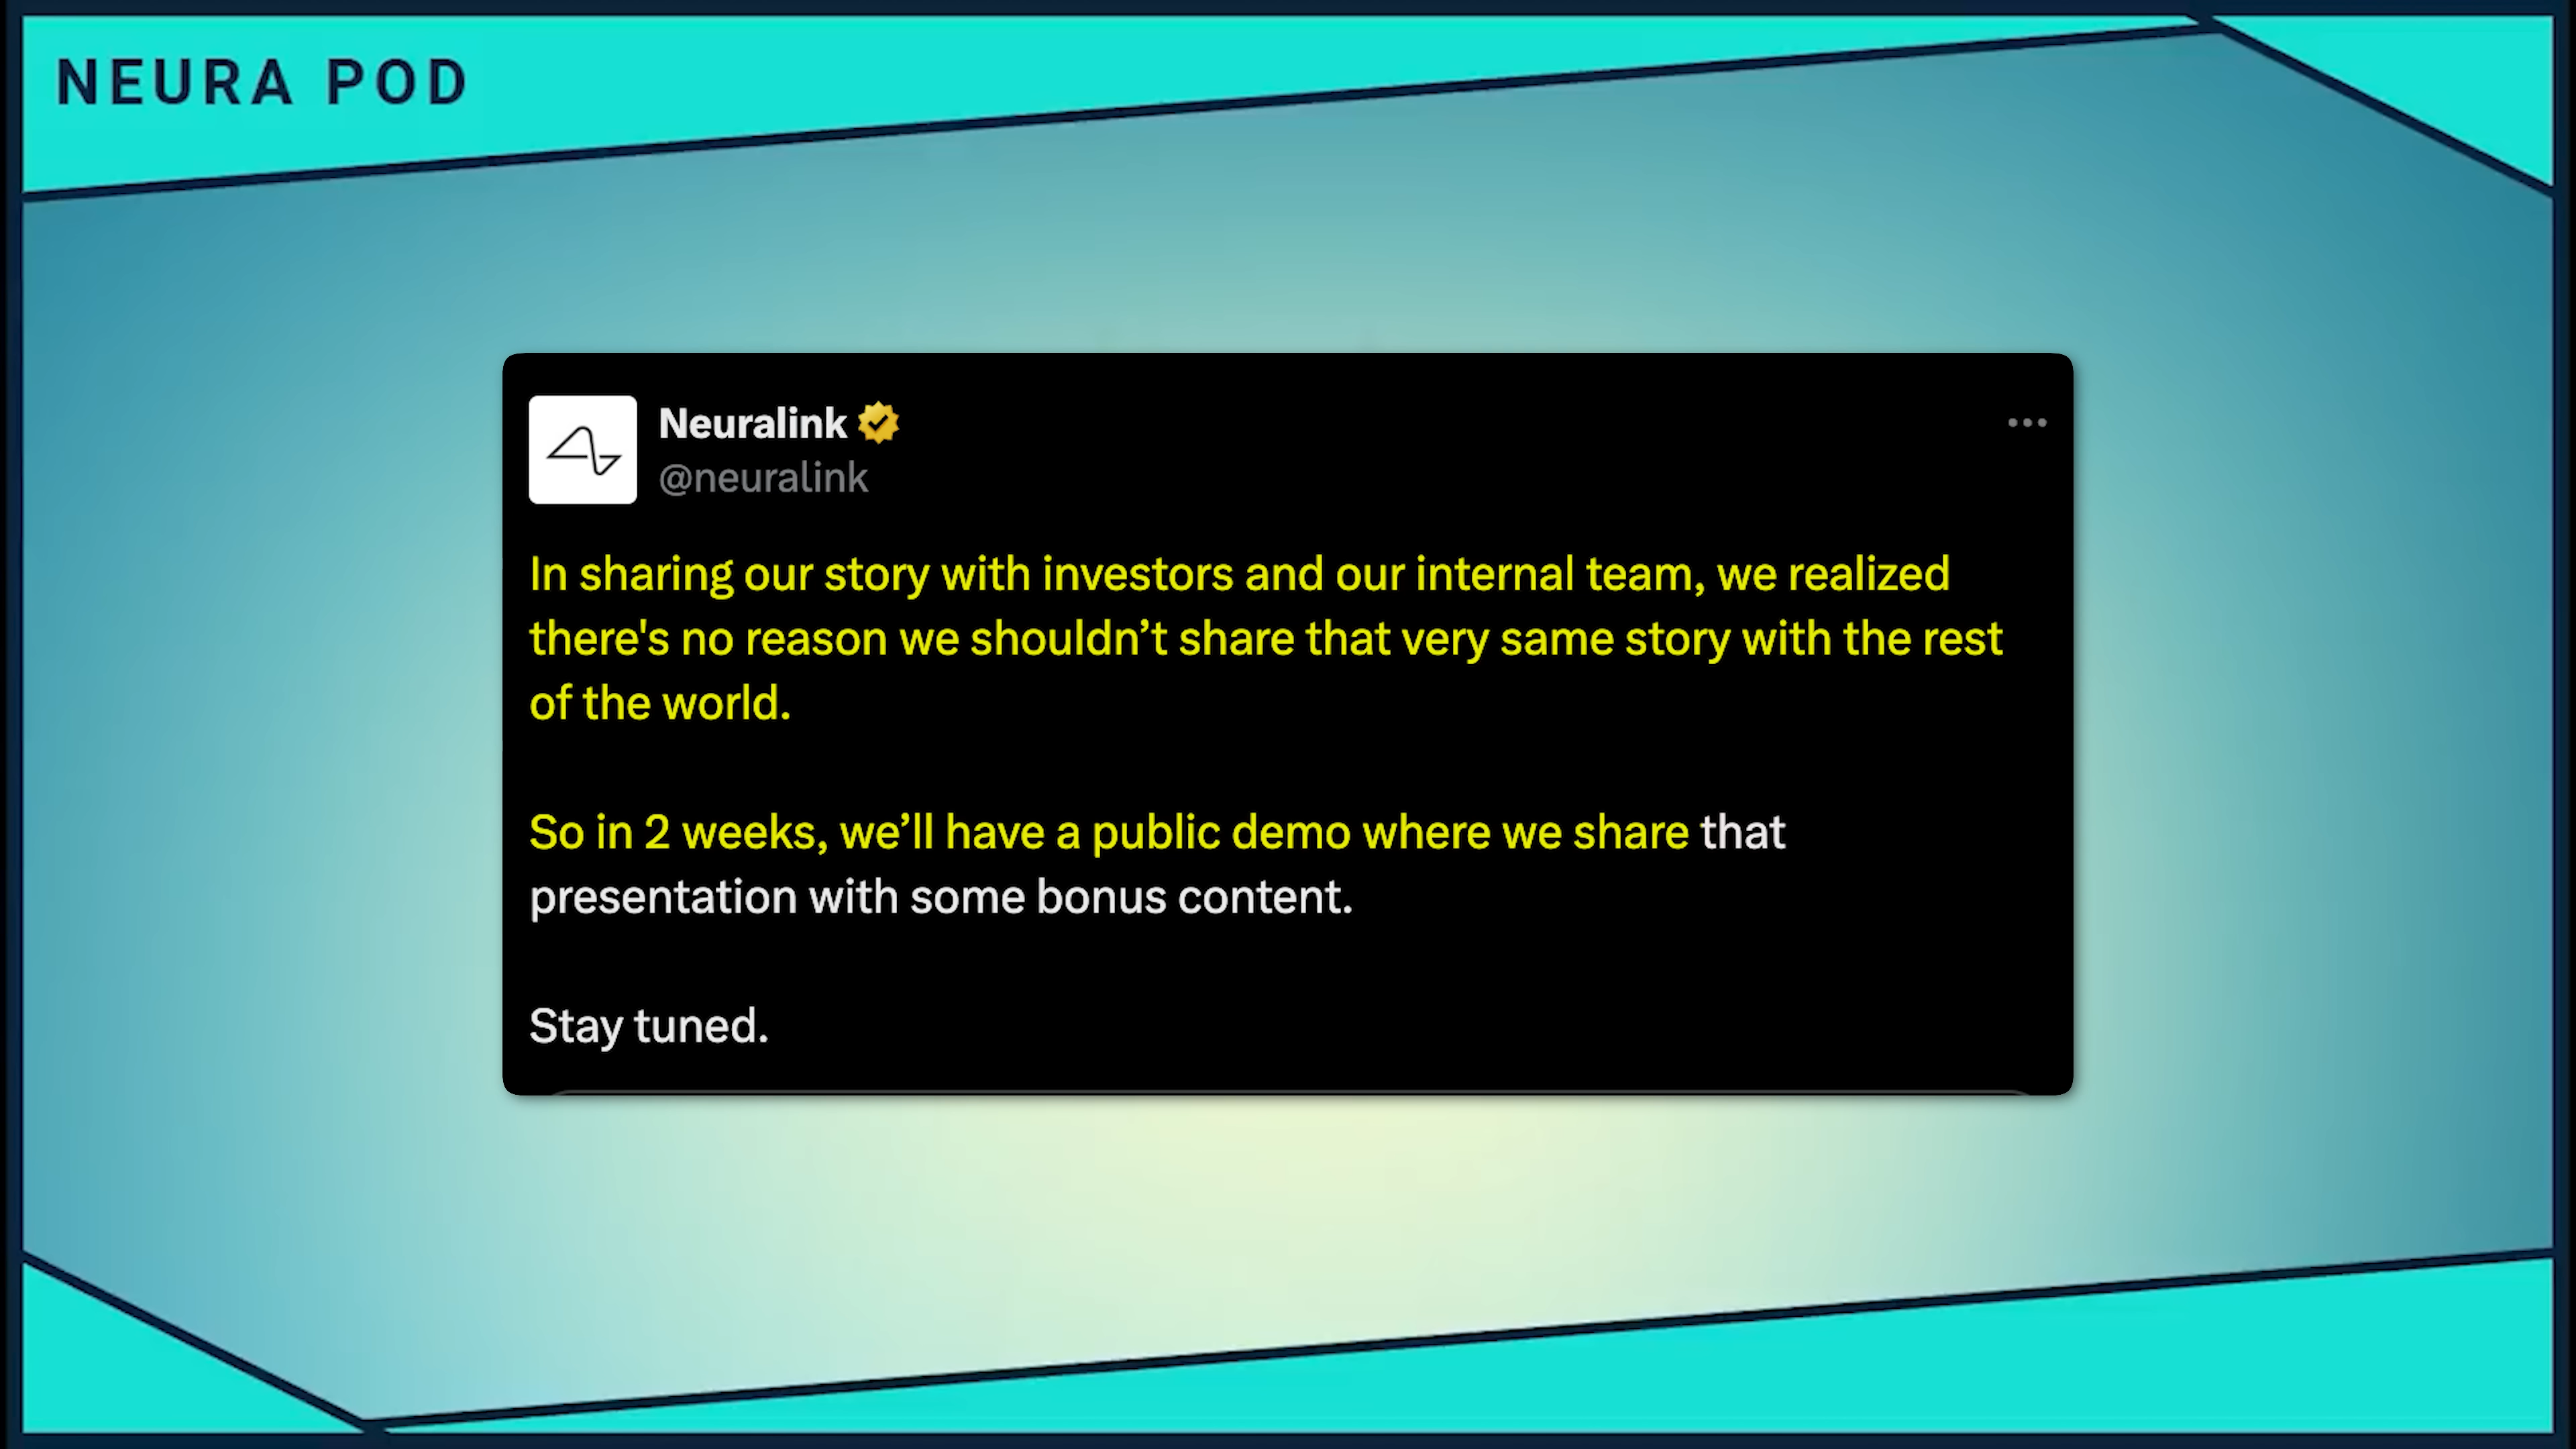 NEURA POD
Neuralink
@neuralink
In sharing our story with investors and our internal team, we realized
there's no reason we shouldn’t share that very same story with the rest
of the world.
So in 2 weeks, we’ll have a public demo where we share that
presentation with some bonus content.
Stay tuned.